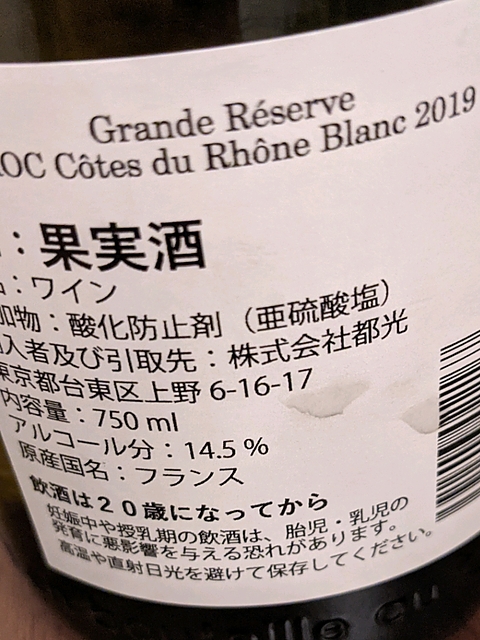 Grande Réserve
AOC Côtes du Rhône Blanc 2019
：果実酒
：ワイン
加物：酸化防止剤（亜硫酸塩）
入者及び引取先：株式会社都光
東京都台東区上野 6-16-17
内容量：750 ml
アルコール分：14.5 %
原産国名：フランス
飲酒は２０歳になってから
妊娠中や授乳期の飲酒は、胎児・乳児の
発育に悪影響を与える恐れがあります。
高温や直射日光を避けて保存してください。